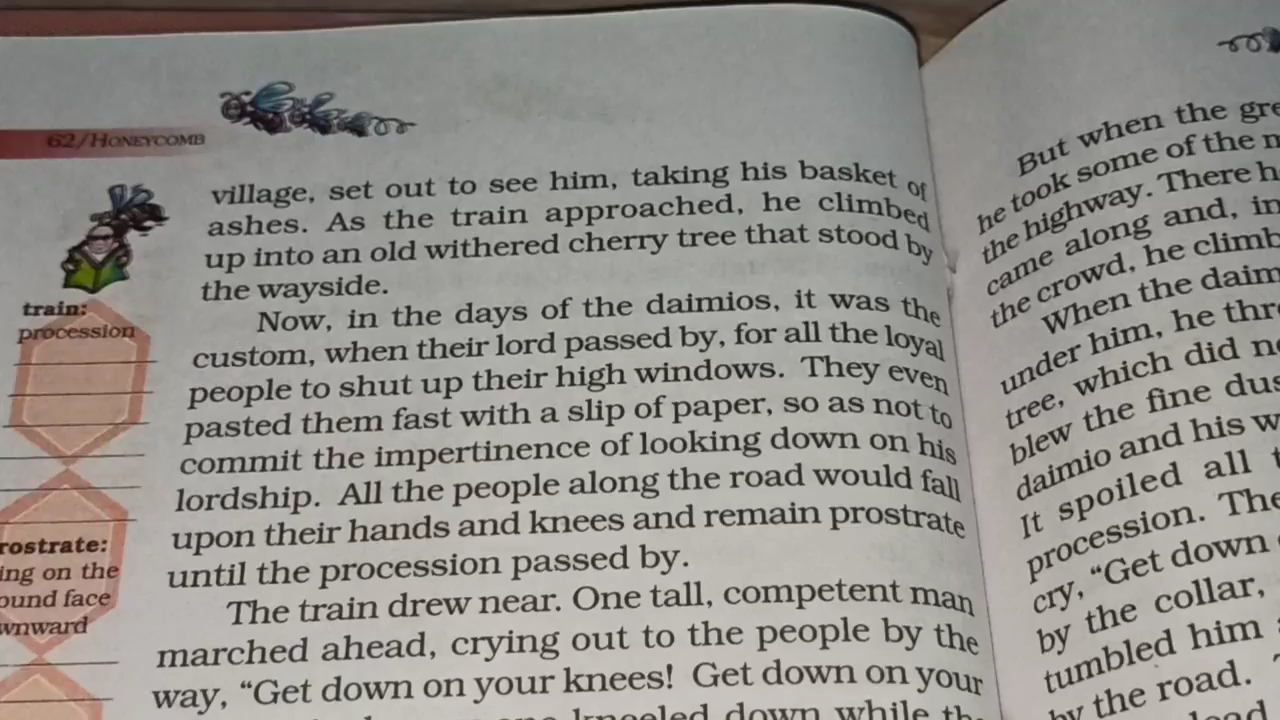 62/HONEYCOMB
village, set out to see him, taking his basket of
ashes. As the train approached, he climbed
up into an old withered cherry tree that stood by
the wayside.
Now, in the days of the daimios, it was the
custom, when their lord passed by, for all the loyal
people to shut up their high windows. They even
pasted them fast with a slip of paper, so as not to
commit the impertinence of looking down on his
lordship. All the people along the road would fall
upon their hands and knees and remain prostrate
until the procession passed by.
The train drew near. One tall, competent man
marched ahead, crying out to the people by the
way, “Get down on your knees! Get down on your
kneeled down while
train:
procession
rostrate:
ing on the
ound face
wnward
But when the gre
he took some of the
the highway. There h
came along and, in
the crowd, he climb
When the daim
under him, he thr
tree, which did n
blew the fine dus
daimio and his w
It spoiled all
procession. The
cry, “Get down
by the collar,
tumbled him
by the road.